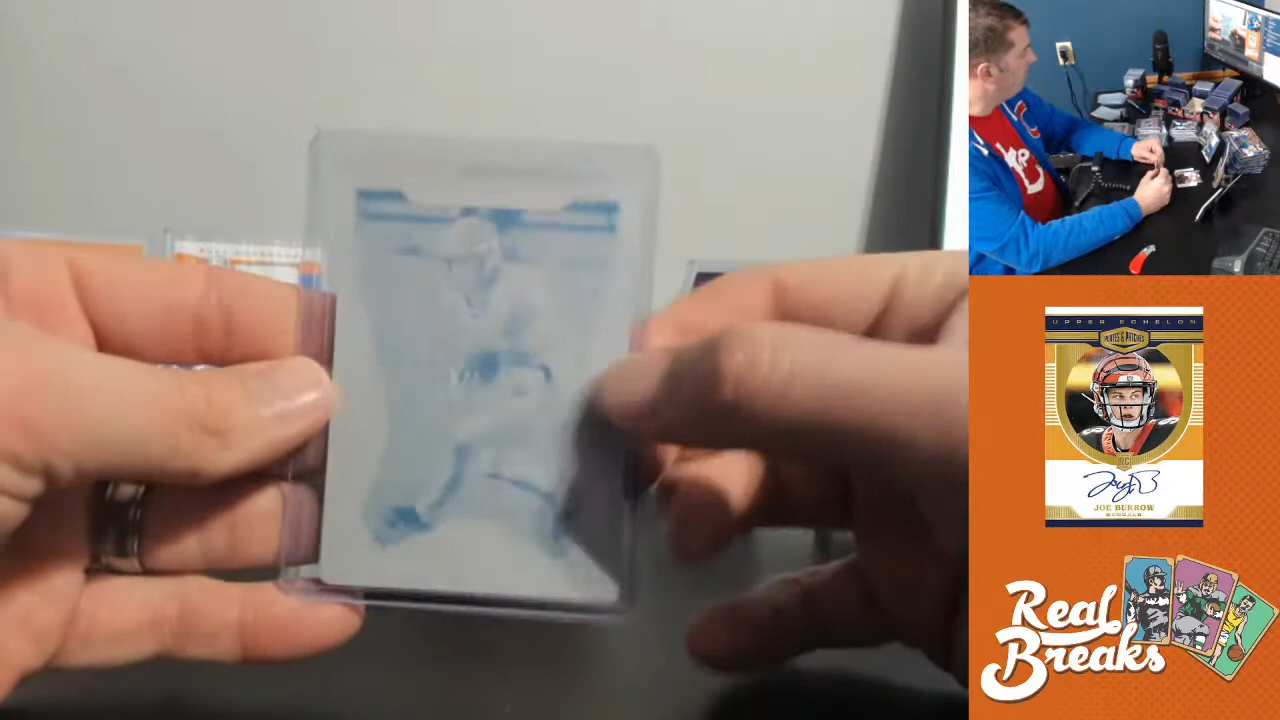 UPPER ECHELON
PLATES & PATCHES
RC
JOE BURROW
BENGALS
Real
Breaks